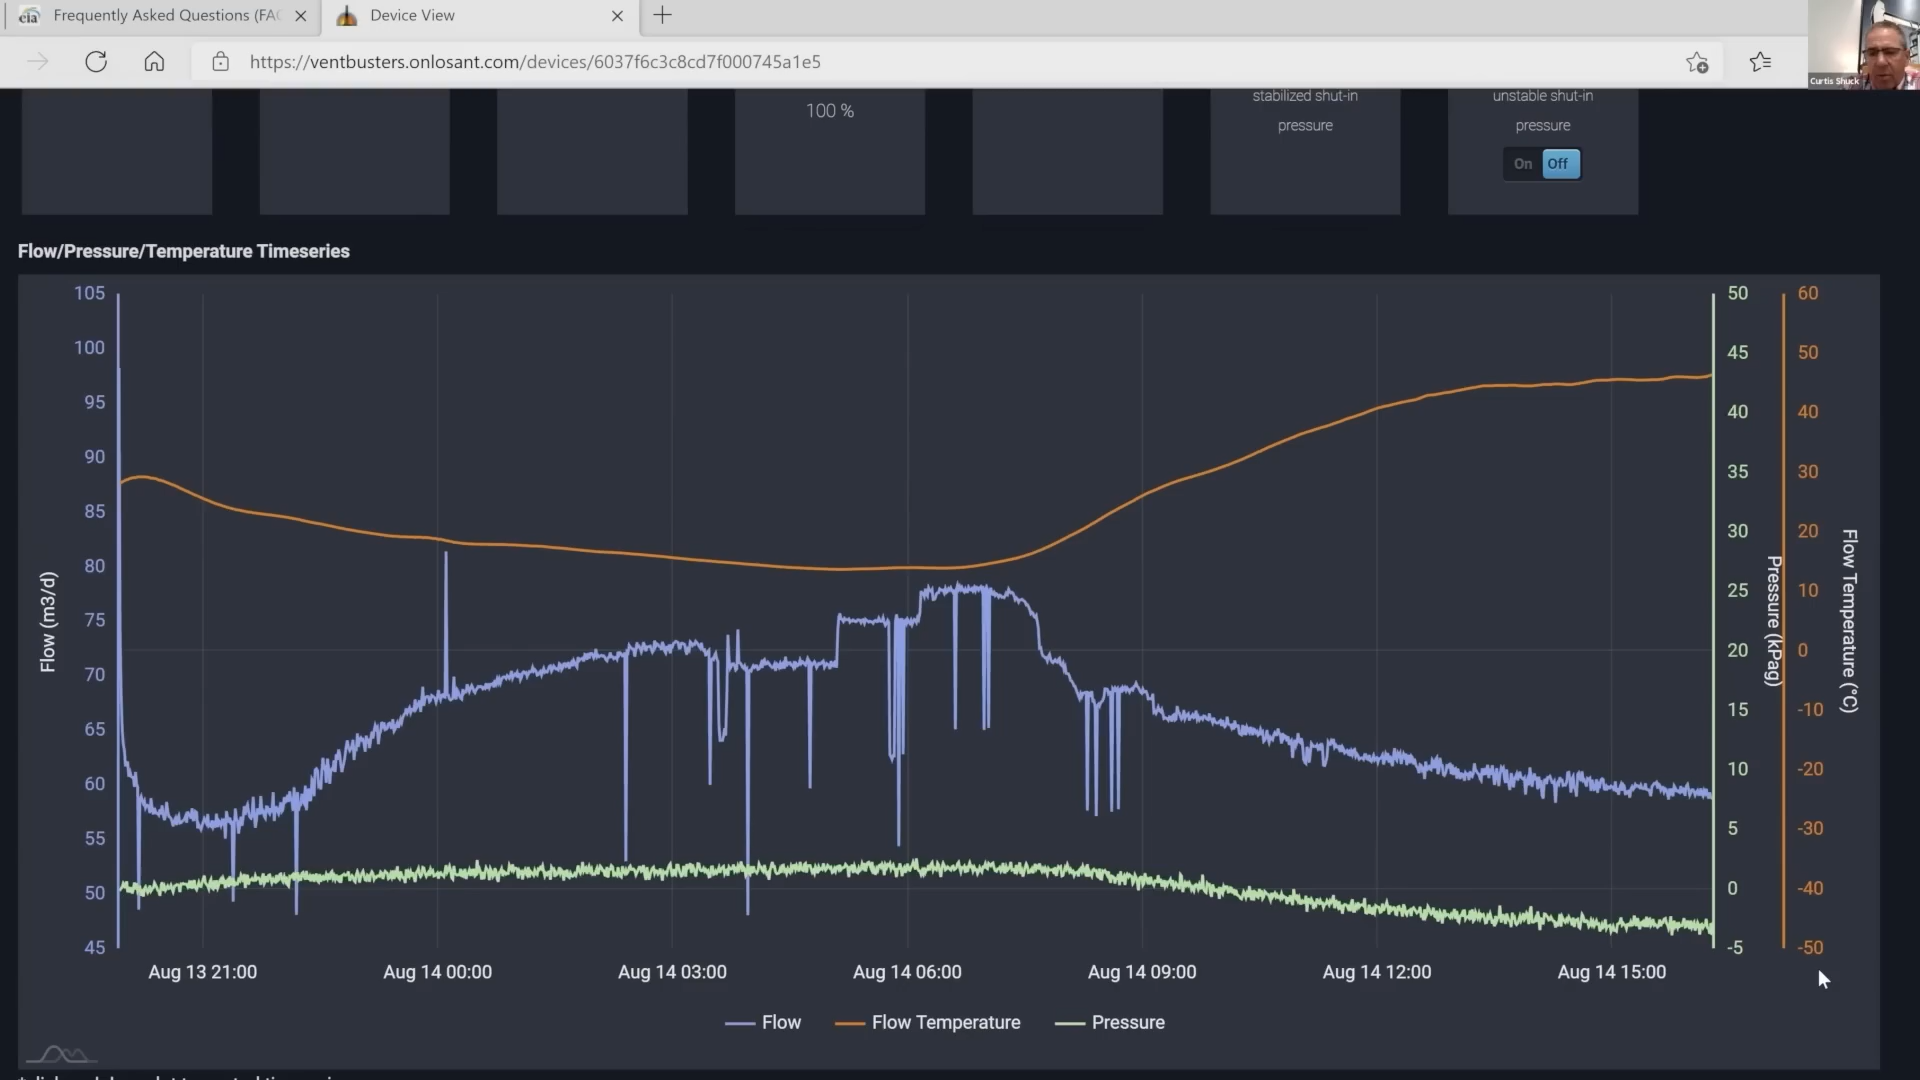 eia Frequently Asked Questions (FAQ
Device View
https://ventbusters.onlosant.com/devices/6037f6c3c8cd7f000745a1e5
Curtis Shuck
100 %
stabilized shut-in
pressure
unstable shut-in
pressure
On Off
Flow/Pressure/Temperature Timeseries
105
100
95
90
85
80
75
70
65
60
55
50
45
Flow (m3/d)
50
45
40
35
30
25
20
15
10
5
0
-5
Pressure (kPag)
60
50
40
30
20
10
0
-10
-20
-30
-40
-50
Flow Temperature (°C)
Aug 13 21:00 Aug 14 00:00 Aug 14 03:00 Aug 14 06:00 Aug 14 09:00 Aug 14 12:00 Aug 14 15:00
Flow Flow Temperature Pressure